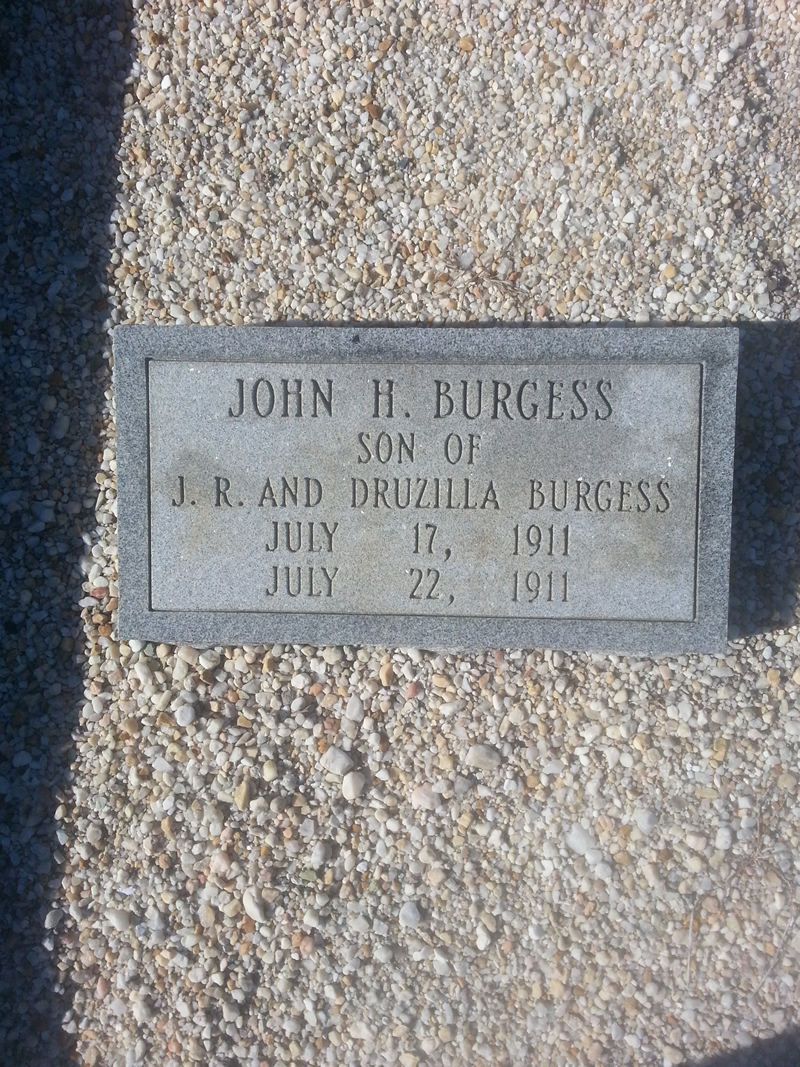 JOHN H. BURGESS
SON OF
J. R. AND DRUZILLA BURGESS
JULY 17, 1911
JULY 22, 1911